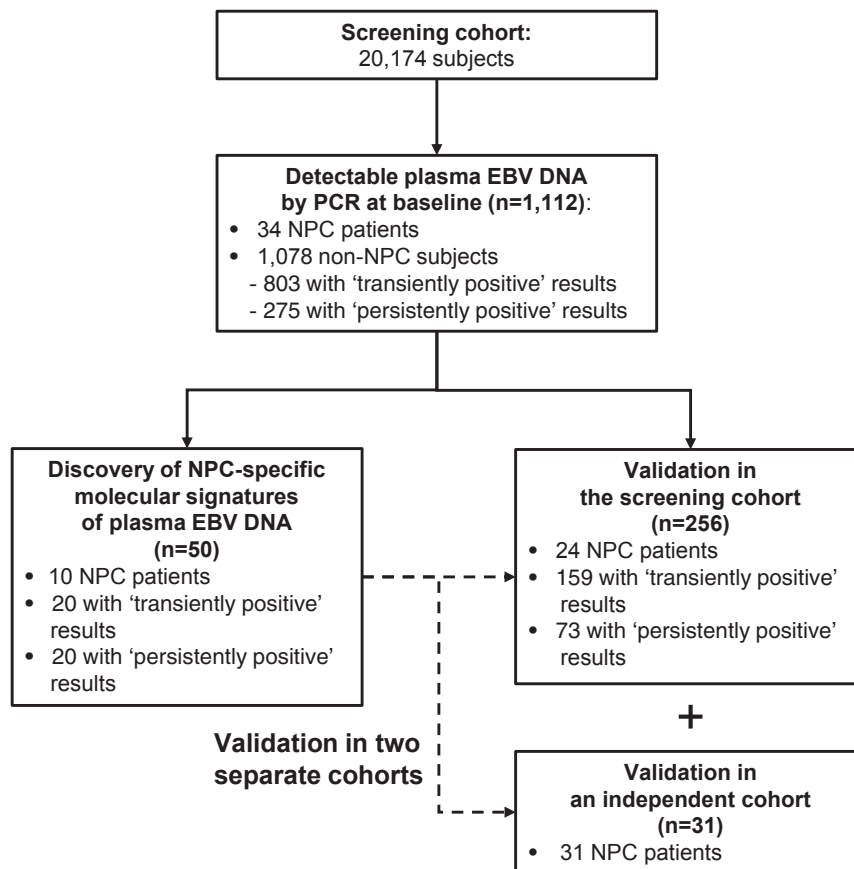 Screening cohort:
20,174 subjects
Detectable plasma EBV DNA
by PCR at baseline (n=1,112):
• 34 NPC patients
• 1,078 non-NPC subjects
- 803 with ‘transiently positive’ results
- 275 with ‘persistently positive’ results
Discovery of NPC-specific
molecular signatures
of plasma EBV DNA
(n=50)
• 10 NPC patients
• 20 with ‘transiently positive’
results
• 20 with ‘persistently positive’
results
Validation in
the screening cohort
(n=256)
• 24 NPC patients
• 159 with ‘transiently positive’
results
• 73 with ‘persistently positive’
results
+
Validation in two
separate cohorts
Validation in
an independent cohort
(n=31)
• 31 NPC patients